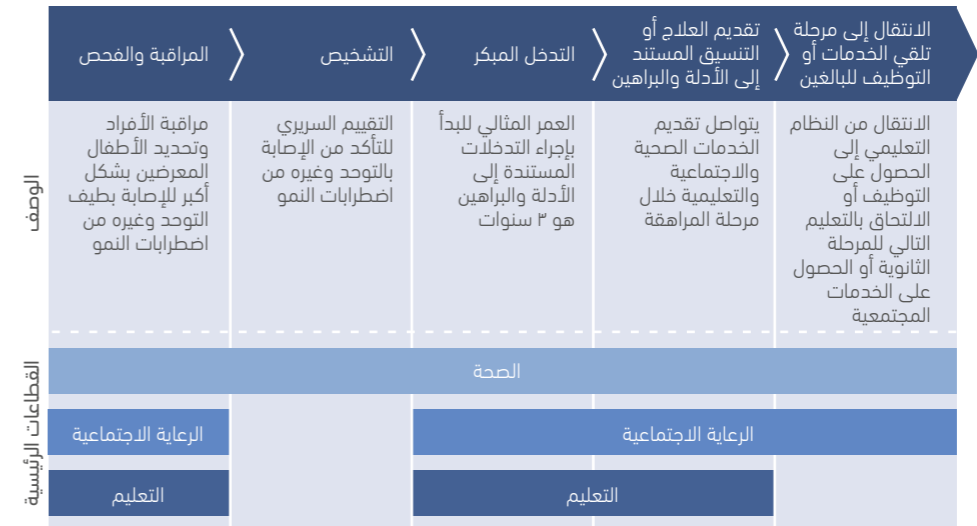 المراقبة والفحص
التشخيص
التدخل المبكر
تقديم العلاج أو
التنسيق المستند
إلى الأدلة والبراهين
الانتقال إلى مرحلة
تلقي الخدمات أو
التوظيف للبالغين
الوصف
مراقبة الأفراد
وتحديد الأطفال
المعرضين بشكل
أكبر للإصابة بطيف
التوحد وغيره من
اضطرابات النمو
التقييم السريري
للتأكد من الإصابة
بالتوحد وغيره من
اضطرابات النمو
العمر المثالي للبدأ
بإجراء التدخلات
المستندة إلى
الأدلة والبراهين
هو ٣ سنوات
يتواصل تقديم
الخدمات الصحية
والاجتماعية
والتعليمية خلال
مرحلة المراهقة
الانتقال من النظام
التعليمي إلى
الحصول على
التوظيف أو
الالتحاق بالتعليم
التالي للمرحلة
الثانوية أو الحصول
على الخدمات
المجتمعية
القطاعات الرئيسية
الصحة
الرعاية الاجتماعية
الرعاية الاجتماعية
التعليم
التعليم